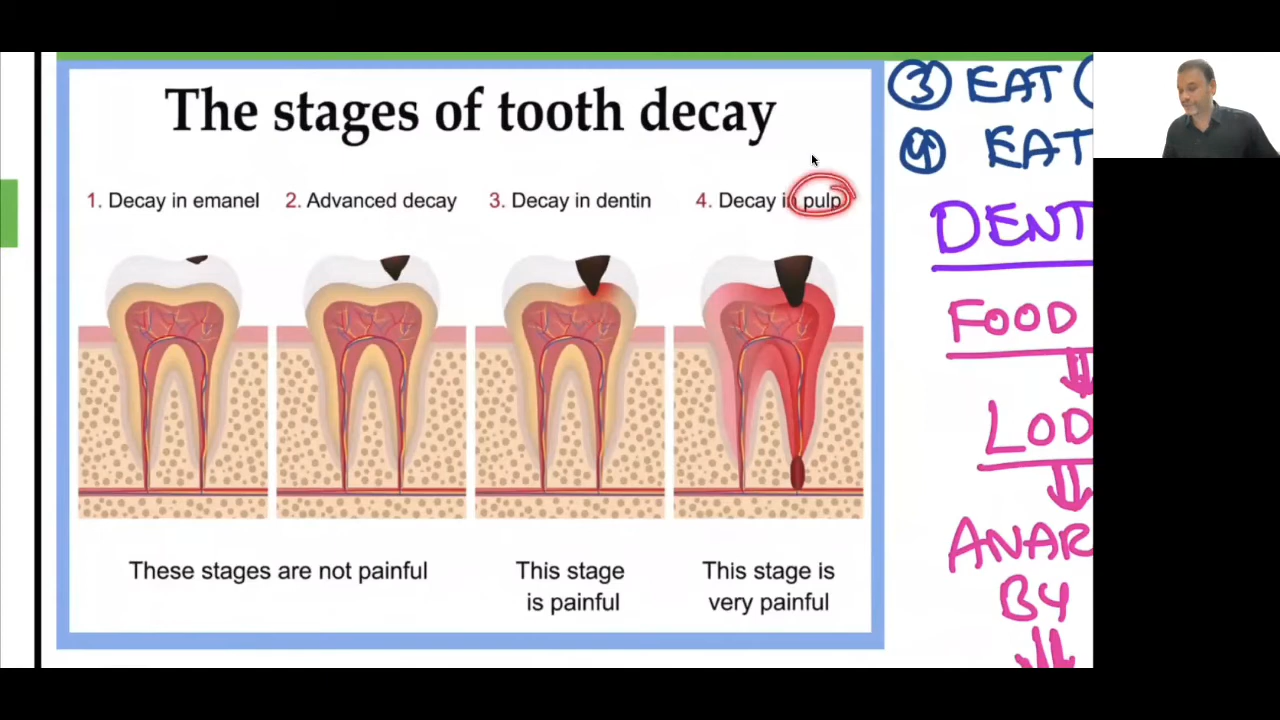 The stages of tooth decay
1. Decay in emanel
2. Advanced decay
3. Decay in dentin
4. Decay in pulp
These stages are not painful
This stage
is painful
This stage is
very painful
3 EAT
4 EAT
DENT
FOOD
LOD
ANAR
BY